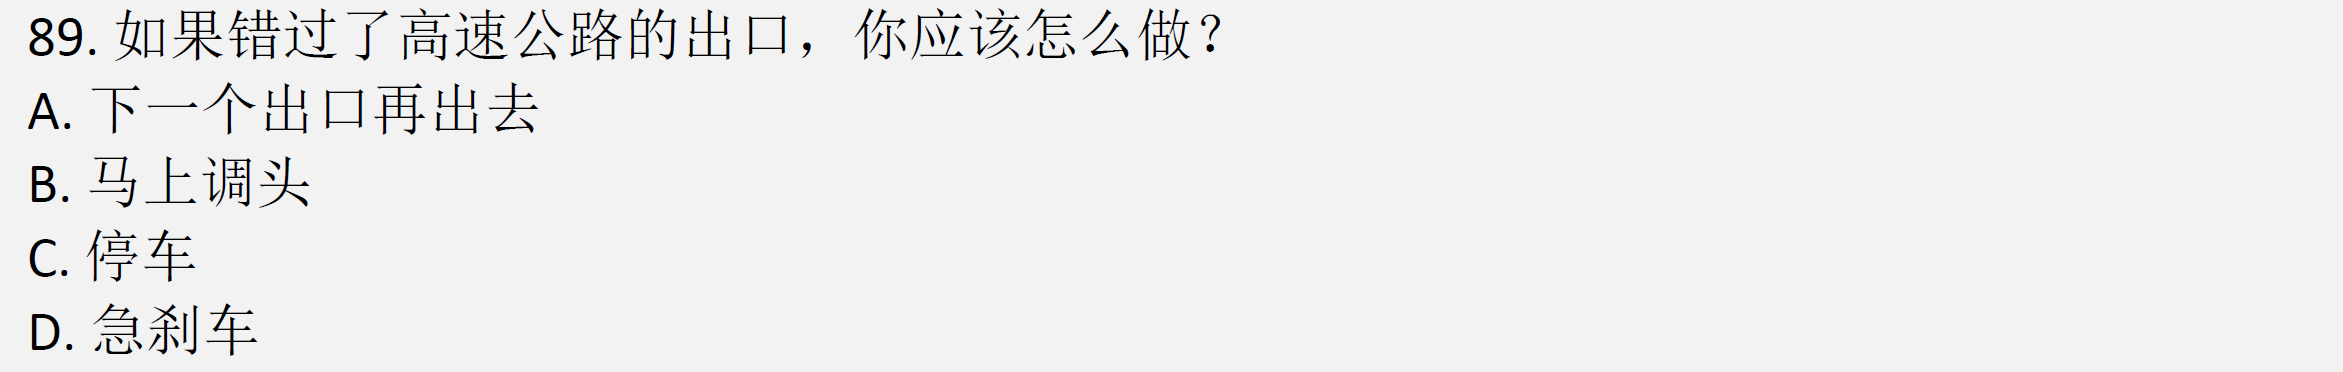 89. 如果错过了高速公路的出口，你应该怎么做？
A. 下一个出口再出去
B. 马上调头
C. 停车
D. 急刹车